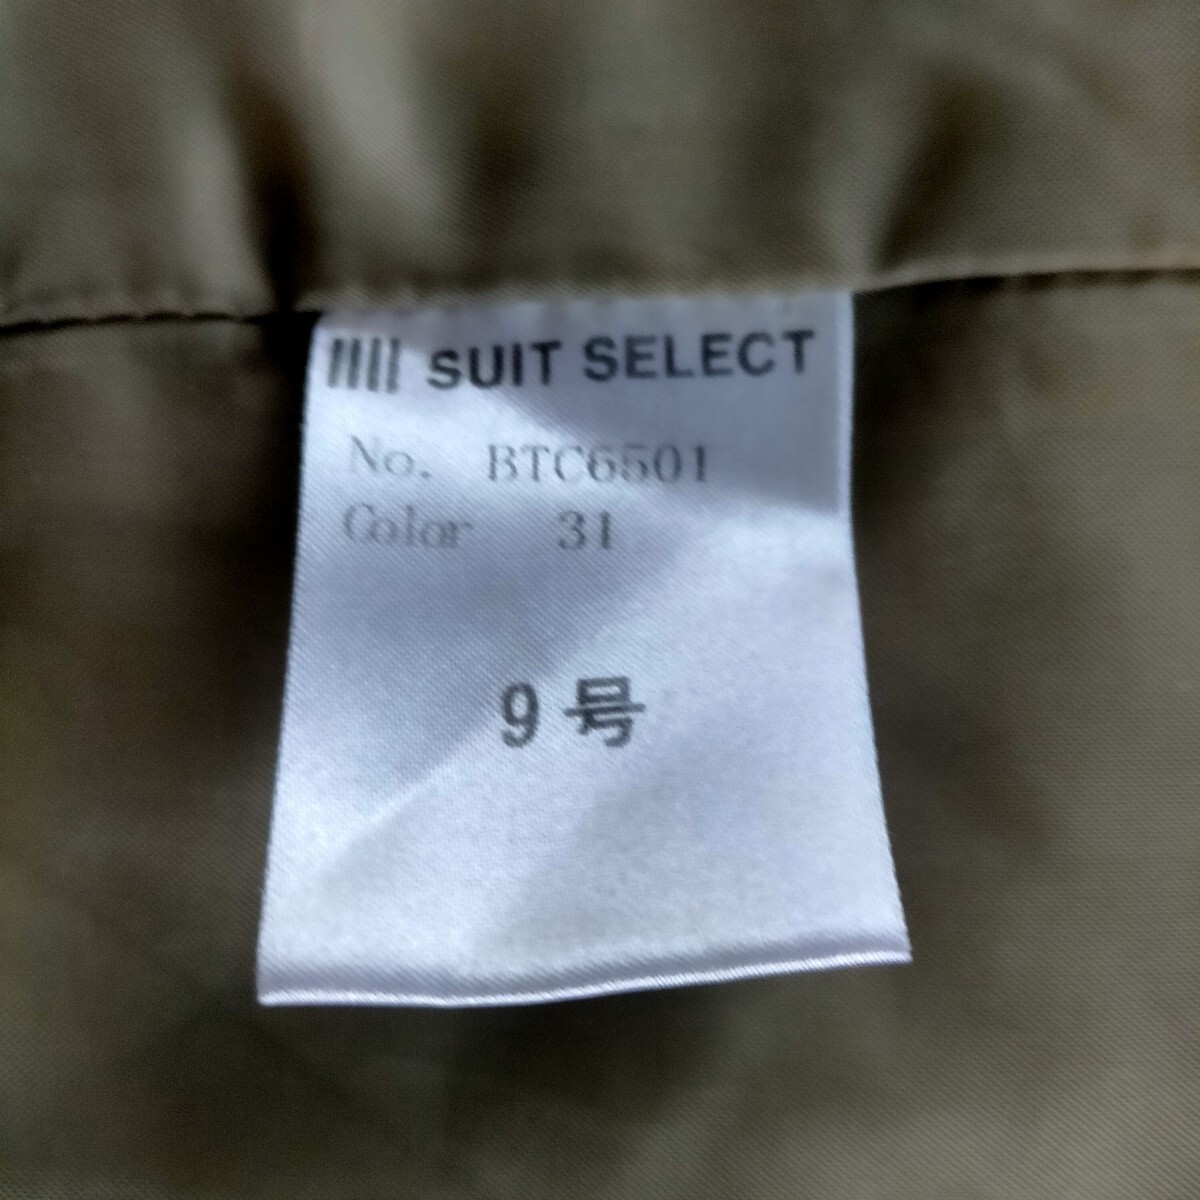 SUIT SELECT
No. BTC6501
Color 31
9号